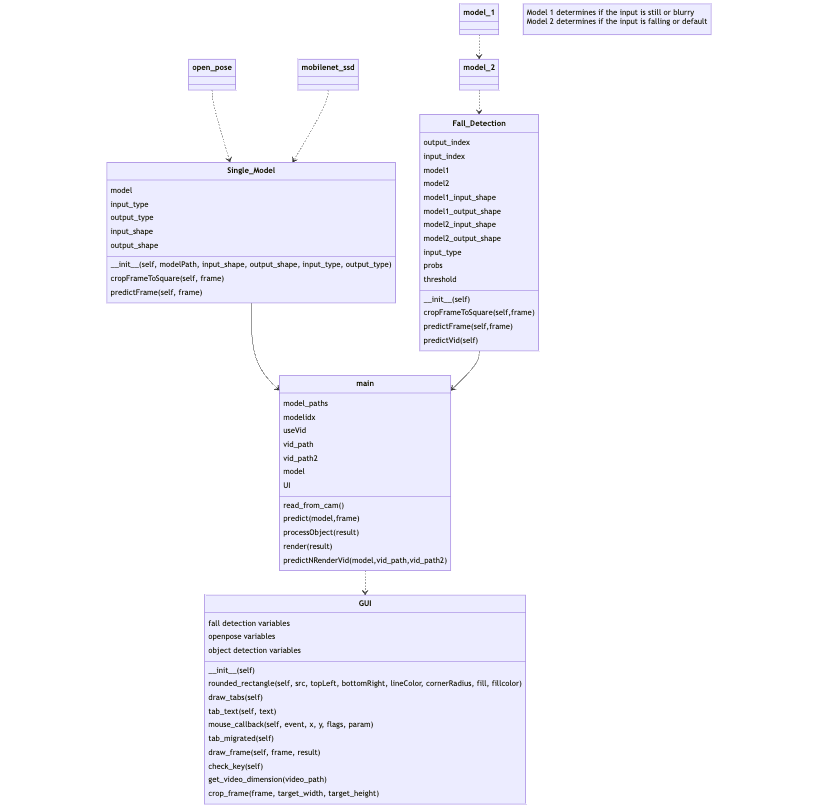 model_1
Model 1 determines if the input is still or blurry
Model 2 determines if the input is falling or default
open_pose
mobilenet_ssd
model_2
Fall_Detection
output_index
input_index
model1
model2
model1_input_shape
model1_output_shape
model2_input_shape
model2_output_shape
input_type
probs
threshold
__init__(self)
cropFrameToSquare(self,frame)
predictFrame(self,frame)
predictVid(self)
Single_Model
model
input_type
output_type
input_shape
output_shape
__init__(self, modelPath, input_shape, output_shape, input_type, output_type)
cropFrameToSquare(self, frame)
predictFrame(self, frame)
main
model_paths
modelidx
useVid
vid_path
vid_path2
model
UI
read_from_cam()
predict(model,frame)
processObject(result)
render(result)
predictNRenderVid(model,vid_path,vid_path2)
GUI
fall detection variables
openpose variables
object detection variables
__init__(self)
rounded_rectangle(self, src, topLeft, bottomRight, lineColor, cornerRadius, fill, fillcolor)
draw_tabs(self)
tab_text(self, text)
mouse_callback(self, event, x, y, flags, param)
tab_migrated(self)
draw_frame(self, frame, result)
check_key(self)
get_video_dimension(video_path)
crop_frame(frame, target_width, target_height)